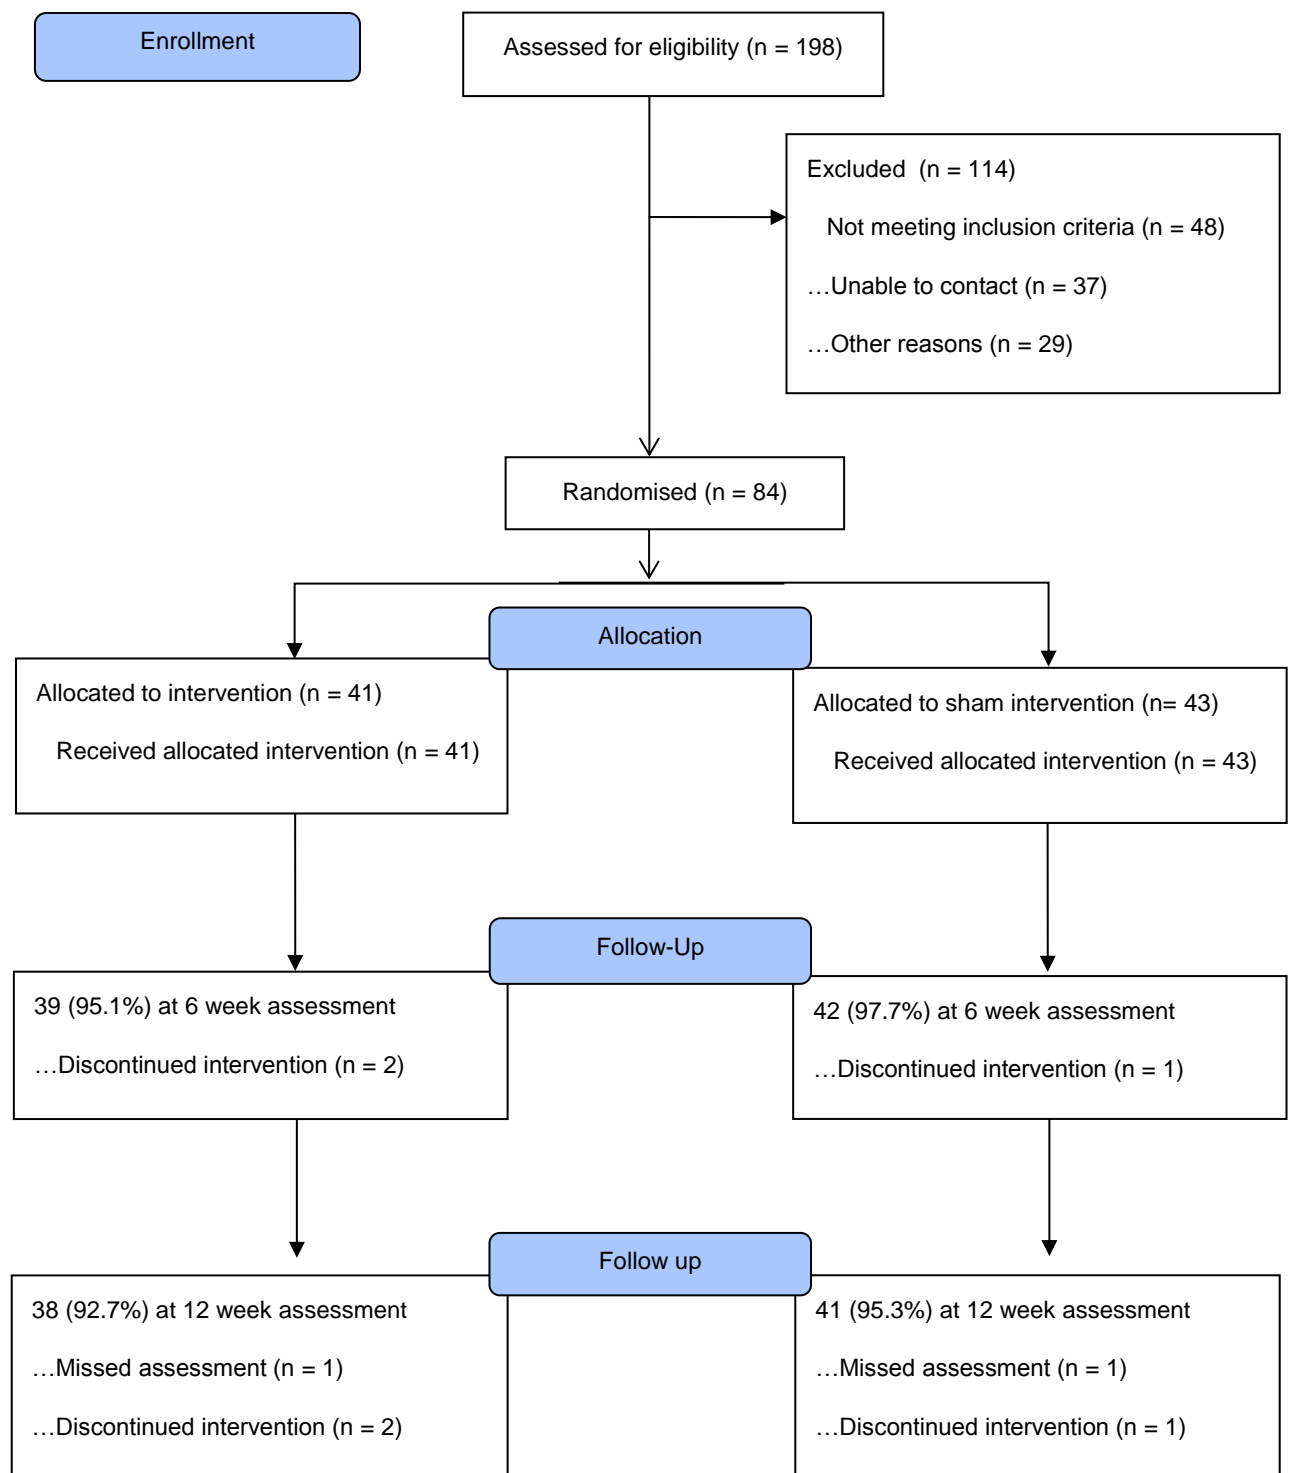 Enrollment
Assessed for eligibility (n = 198)
Excluded  (n = 114)
Not meeting inclusion criteria (n = 48)
…Unable to contact (n = 37)
…Other reasons (n = 29)
Randomised (n = 84)
Allocation
Allocated to intervention (n = 41)
Received allocated intervention (n = 41)
Allocated to sham intervention (n= 43)
Received allocated intervention (n = 43)
Follow-Up
39 (95.1%) at 6 week assessment
…Discontinued intervention (n = 2)
42 (97.7%) at 6 week assessment
…Discontinued intervention (n = 1)
Follow up
38 (92.7%) at 12 week assessment
…Missed assessment (n = 1)
…Discontinued intervention (n = 2)
41 (95.3%) at 12 week assessment
…Missed assessment (n = 1)
…Discontinued intervention (n = 1)